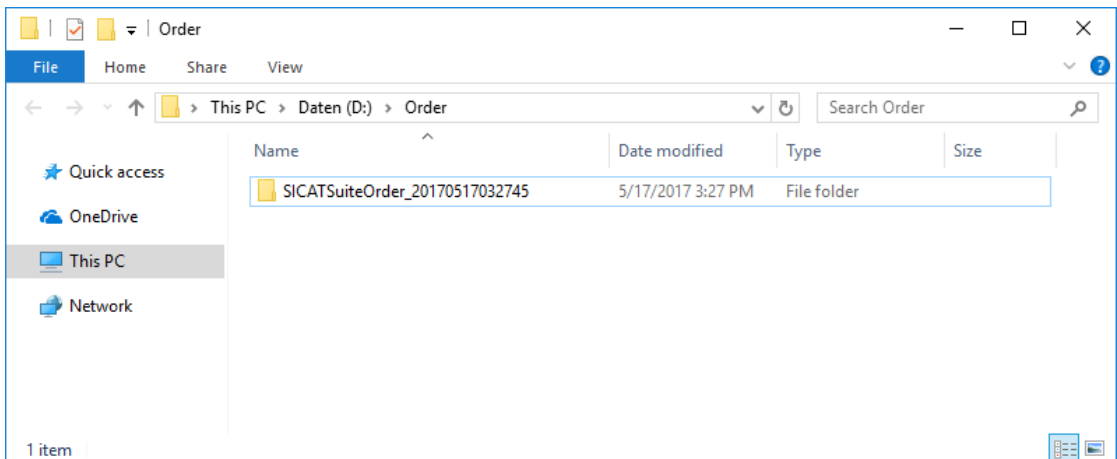 Order
File Home Share View ?
This PC > Daten (D:) > Order Search Order
Name Date modified Type Size
Quick access
SICATSuiteOrder_20170517032745 5/17/2017 3:27 PM File folder
OneDrive
This PC
Network
1 item